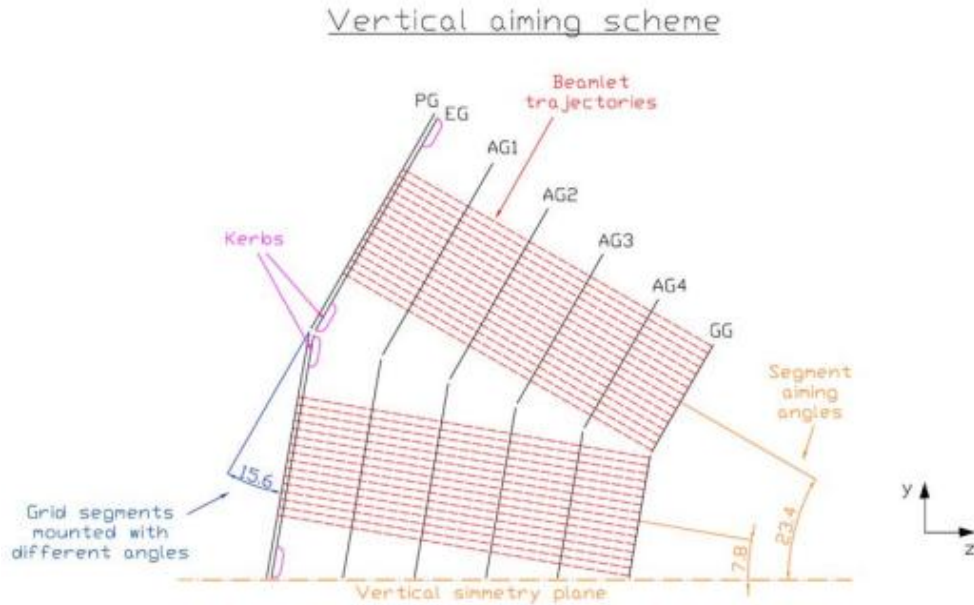 Vertical aiming scheme
Beamlet
trajectories
PG
EG
AG1
AG2
AG3
AG4
GG
Kerbs
Segment
aiming
angles
15.6
Grid segments
mounted with
different angles
7.8
23.4
y
z
Vertical simmetry plane